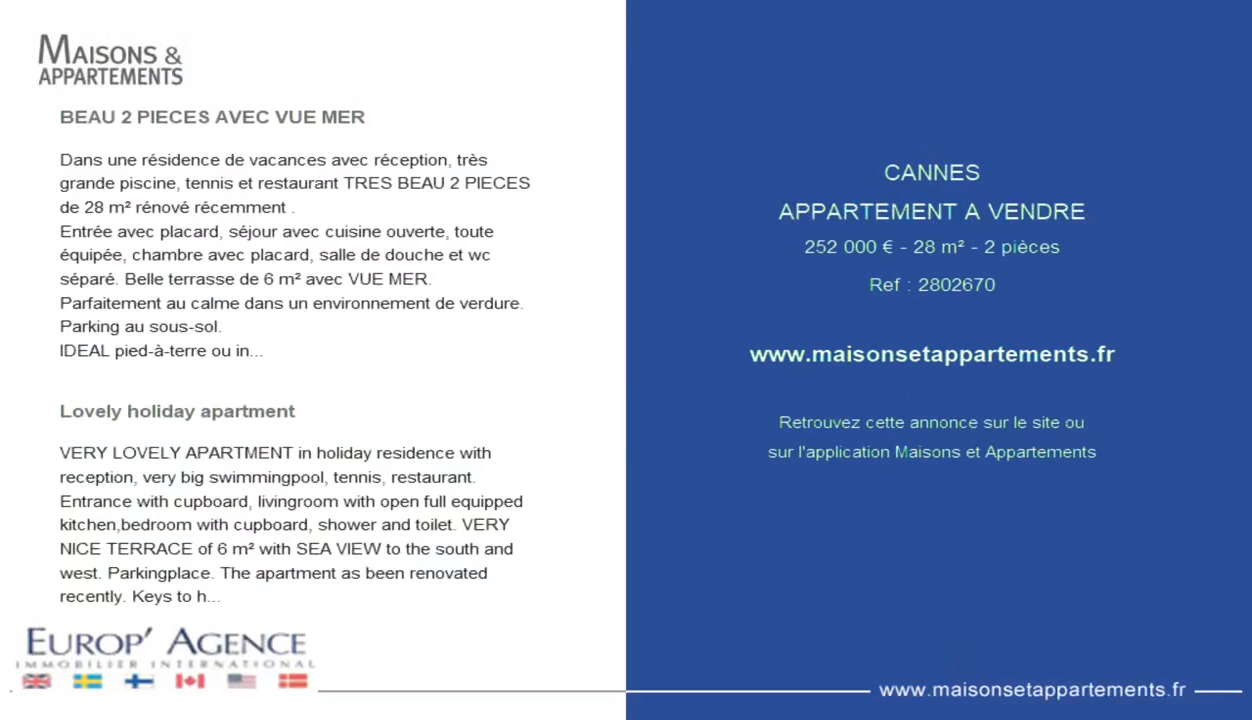 MAISONS &
APPARTEMENTS
BEAU 2 PIECES AVEC VUE MER
Dans une résidence de vacances avec réception, très
grande piscine, tennis et restaurant TRES BEAU 2 PIECES
de 28 m² rénové récemment .
Entrée avec placard, séjour avec cuisine ouverte, toute
équipée, chambre avec placard, salle de douche et wc
séparé. Belle terrasse de 6 m² avec VUE MER.
Parfaitement au calme dans un environnement de verdure.
Parking au sous-sol.
IDEAL pied-à-terre ou in...
Lovely holiday apartment
VERY LOVELY APARTMENT in holiday residence with
reception, very big swimmingpool, tennis, restaurant.
Entrance with cupboard, livingroom with open full equipped
kitchen,bedroom with cupboard, shower and toilet. VERY
NICE TERRACE of 6 m² with SEA VIEW to the south and
west. Parkingplace. The apartment as been renovated
recently. Keys to h...
EUROP' AGENCE
IMMOBILIER INTERNATIONAL
CANNES
APPARTEMENT A VENDRE
252 000 € - 28 m² - 2 pièces
Ref : 2802670
www.maisonsetappartements.fr
Retrouvez cette annonce sur le site ou
sur l'application Maisons et Appartements
www.maisonsetappartements.fr